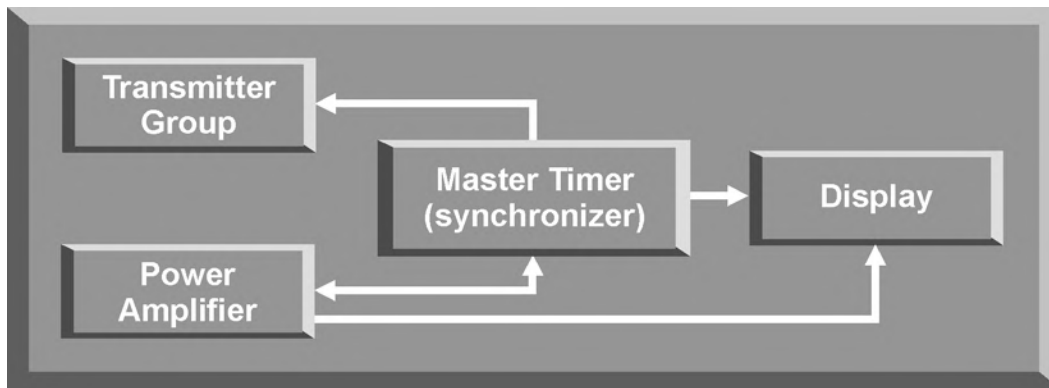 Transmitter
Group
Master Timer
(synchronizer)
Display
Power
Amplifier